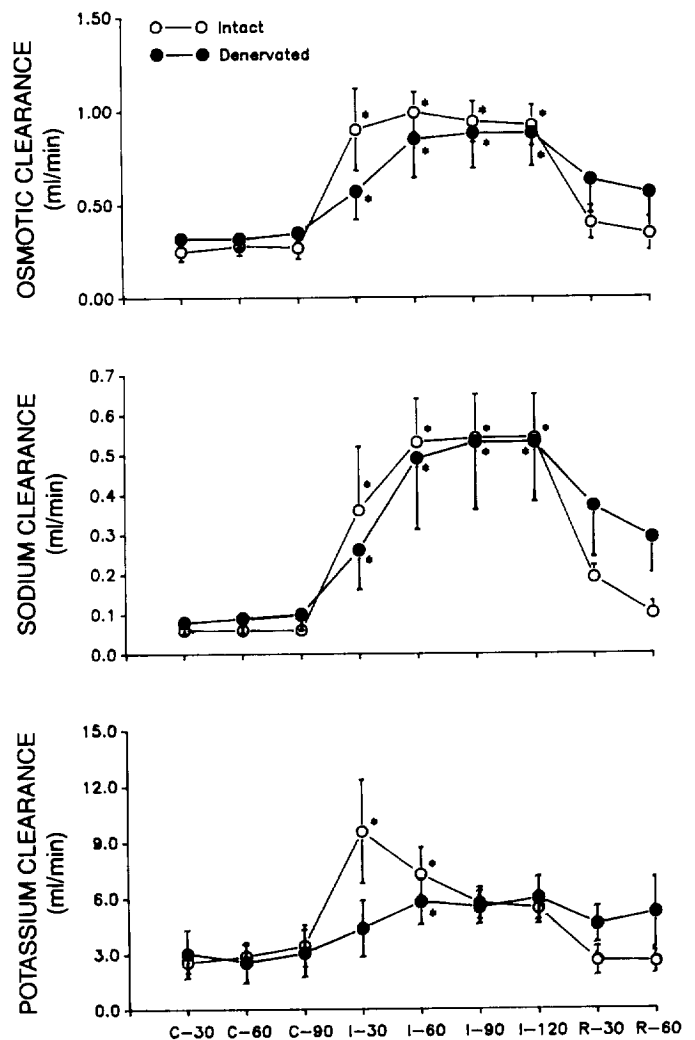 1.50
Intact
Denervated
1.00
0.50
0.00
OSMOTIC CLEARANCE
(ml/min)
* * * *
* * * *
0.7
0.6
0.5
0.4
0.3
0.2
0.1
0.0
SODIUM CLEARANCE
(ml/min)
* * * *
* * * *
15.0
12.0
9.0
6.0
3.0
0.0
POTASSIUM CLEARANCE
(ml/min)
* *
*
C-30 C-60 C-90 I-30 I-60 I-90 I-120 R-30 R-60